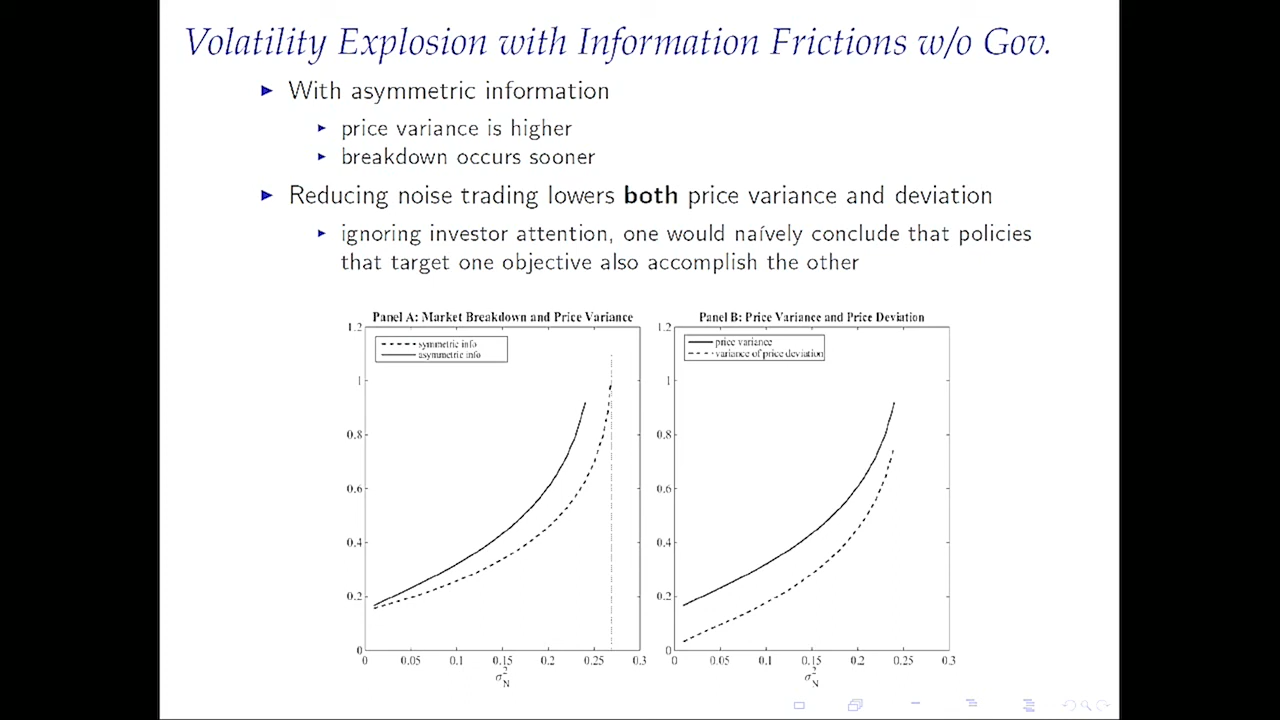 Volatility Explosion with Information Frictions w/o Gov.
With asymmetric information
price variance is higher
breakdown occurs sooner
Reducing noise trading lowers both price variance and deviation
ignoring investor attention, one would naívely conclude that policies
that target one objective also accomplish the other
Panel A: Market Breakdown and Price Variance
1.2
symmetric info
asymmetric info
1
0.8
0.6
0.4
0.2
0
0 0.05 0.1 0.15 0.2 0.25 0.3
σ²N
Panel B: Price Variance and Price Deviation
1.2
price variance
variance of price deviation
1
0.8
0.6
0.4
0.2
0
0 0.05 0.1 0.15 0.2 0.25 0.3
σ²N